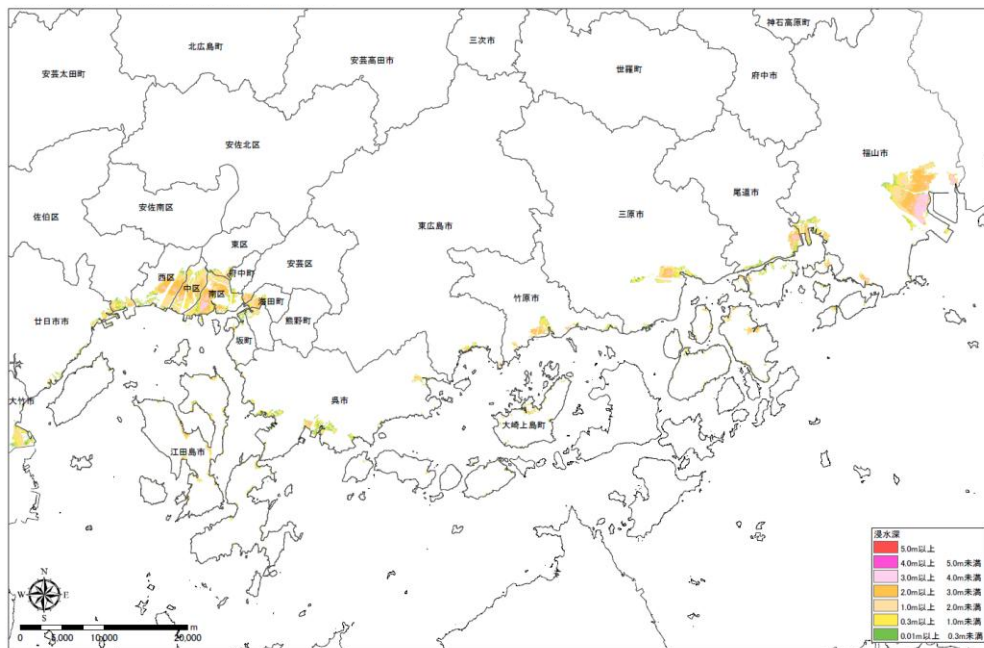 神石高原町
三次市
北広島町
安芸高田市
安芸太田町
世羅町
府中市
安佐北区
福山市
尾道市
安佐南区
三原市
佐伯区
東広島市
東区
安芸区
府中町
西区
中区
南区
海田町
竹原市
廿日市市
熊野町
坂町
大竹市
呉市
大崎上島町
江田島市
浸水深
5.0m以上
4.0m以上 5.0m未満
3.0m以上 4.0m未満
2.0m以上 3.0m未満
1.0m以上 2.0m未満
0.3m以上 1.0m未満
0.01m以上 0.3m未満
N
W E
S
0 5,000 10,000 20,000 m